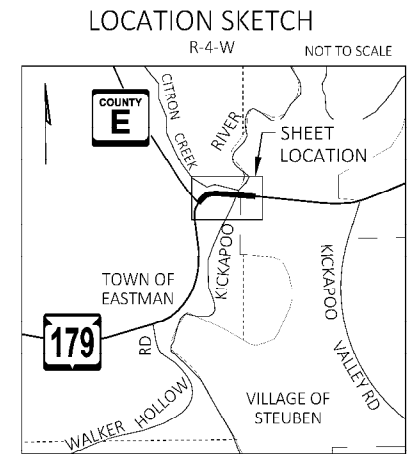 LOCATION SKETCH
R-4-W
NOT TO SCALE
COUNTY
E
CITRON
CREEK
RIVER
SHEET
LOCATION
KICKAPOO
TOWN OF
EASTMAN
179
RD
WALKER HOLLOW
KICKAPOO
VALLEY RD
VILLAGE OF
STEUBEN